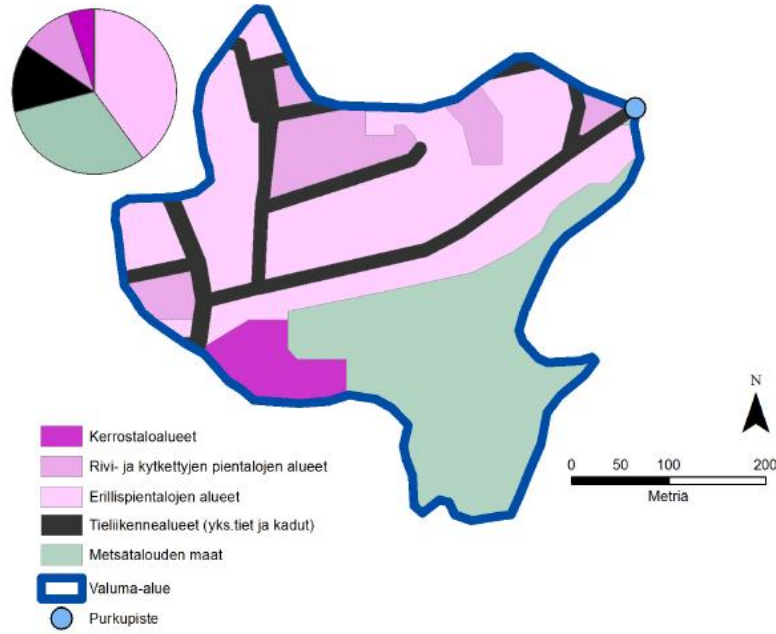 Kerrostaloalueet
Rivi- ja kytkettyjen pientalojen alueet
Erillispientalojen alueet
Tieliikennealueet (yks.tiet ja kadut)
Metsätalouden maat
Valuma-alue
Purkupiste
N
0 50 100 200
Metriä